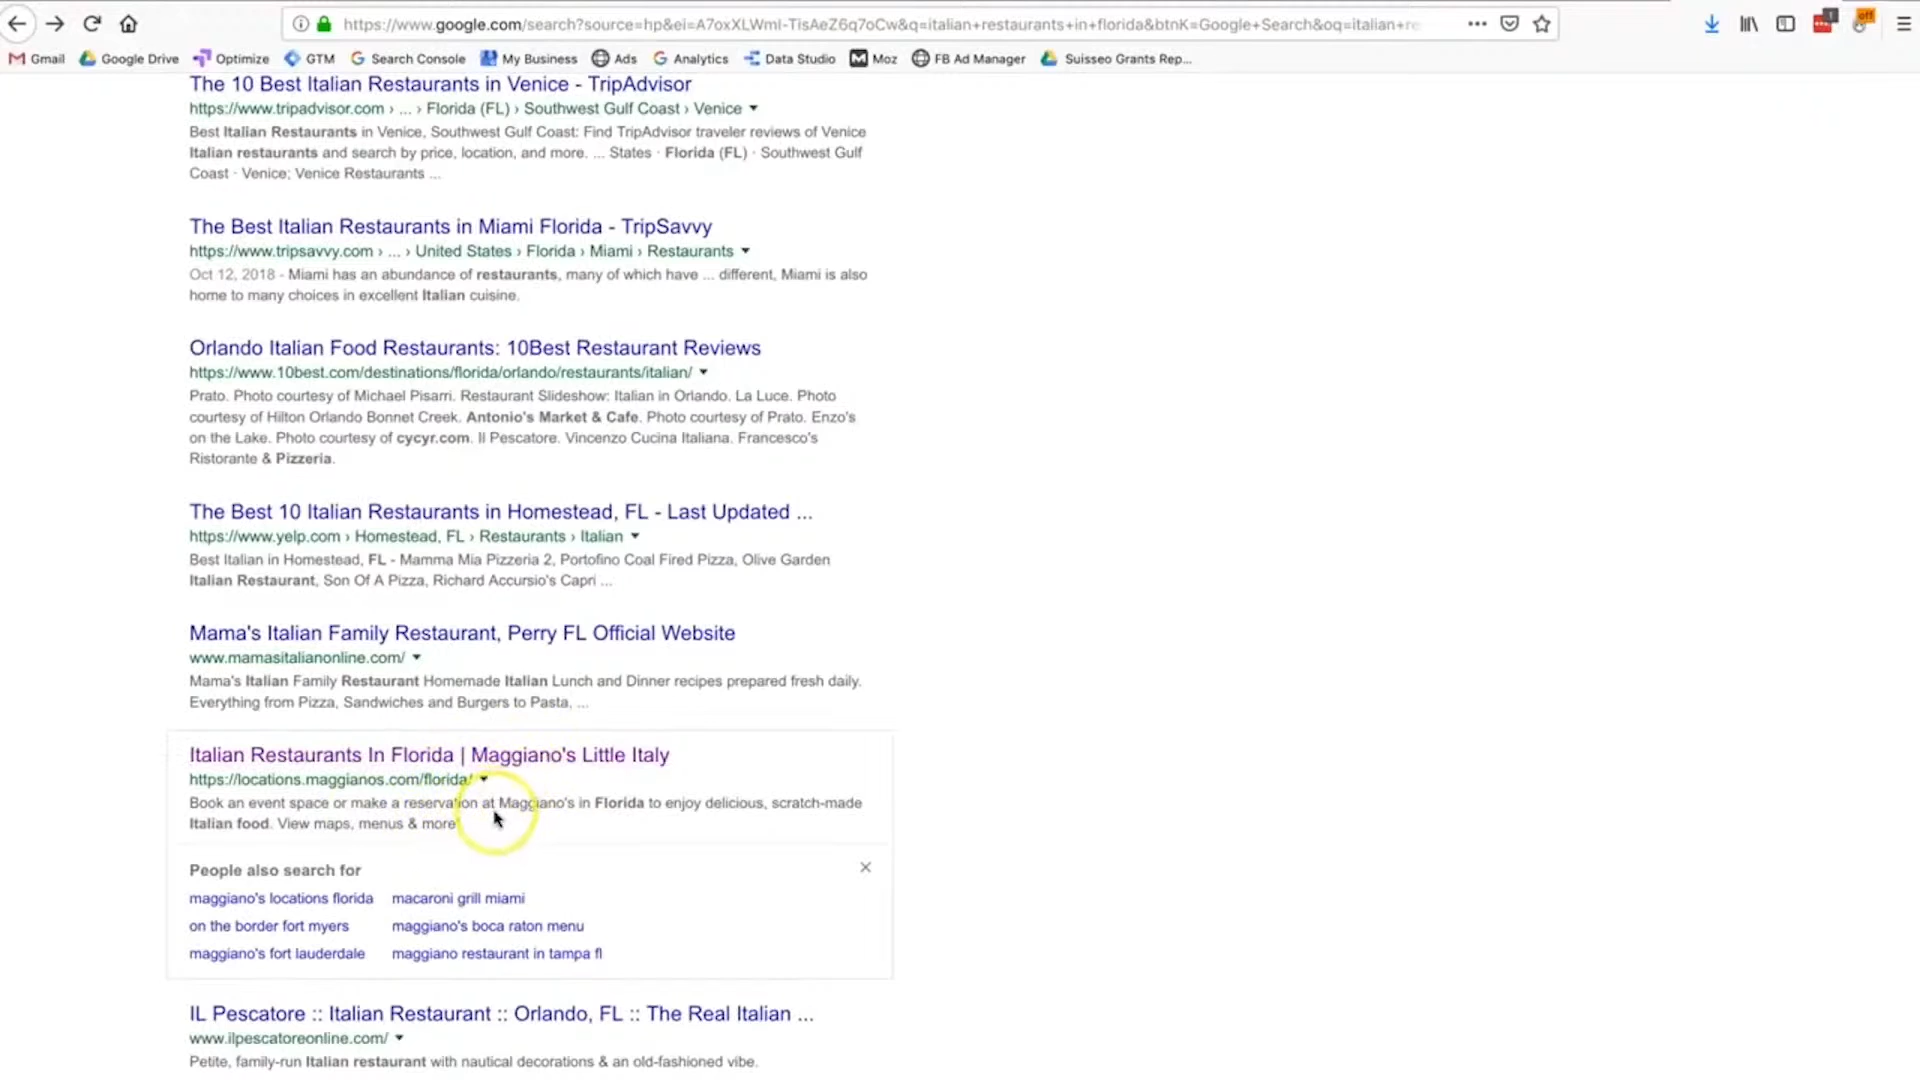 https://www.google.com/search?source=hp&ei=A7oxXLWmI-TisAeZ6q7oCw&q=italian+restaurants+in+florida&btnK=Google+Search&oq=italian+re
1
off
Gmail Google Drive Optimize GTM Search Console My Business Ads Analytics Data Studio Moz FB Ad Manager Suisseo Grants Rep...
The 10 Best Italian Restaurants in Venice - TripAdvisor
https://www.tripadvisor.com › ... › Florida (FL) › Southwest Gulf Coast › Venice
Best Italian Restaurants in Venice, Southwest Gulf Coast: Find TripAdvisor traveler reviews of Venice
Italian restaurants and search by price, location, and more. ... States · Florida (FL) · Southwest Gulf
Coast · Venice; Venice Restaurants ...
The Best Italian Restaurants in Miami Florida - TripSavvy
https://www.tripsavvy.com › ... › United States › Florida › Miami › Restaurants
Oct 12, 2018 - Miami has an abundance of restaurants, many of which have ... different, Miami is also
home to many choices in excellent Italian cuisine.
Orlando Italian Food Restaurants: 10Best Restaurant Reviews
https://www.10best.com/destinations/florida/orlando/restaurants/italian/
Prato. Photo courtesy of Michael Pisarri. Restaurant Slideshow: Italian in Orlando. La Luce. Photo
courtesy of Hilton Orlando Bonnet Creek. Antonio's Market & Cafe. Photo courtesy of Prato. Enzo's
on the Lake. Photo courtesy of cycyr.com. Il Pescatore. Vincenzo Cucina Italiana. Francesco's
Ristorante & Pizzeria.
The Best 10 Italian Restaurants in Homestead, FL - Last Updated ...
https://www.yelp.com › Homestead, FL › Restaurants › Italian
Best Italian in Homestead, FL - Mamma Mia Pizzeria 2, Portofino Coal Fired Pizza, Olive Garden
Italian Restaurant, Son Of A Pizza, Richard Accursio's Capri ...
Mama's Italian Family Restaurant, Perry FL Official Website
www.mamasitalianonline.com/
Mama's Italian Family Restaurant Homemade Italian Lunch and Dinner recipes prepared fresh daily.
Everything from Pizza, Sandwiches and Burgers to Pasta, ...
Italian Restaurants In Florida | Maggiano's Little Italy
https://locations.maggianos.com/florida/
Book an event space or make a reservation at Maggiano's in Florida to enjoy delicious, scratch-made
Italian food. View maps, menus & more!
People also search for
maggiano's locations florida macaroni grill miami
on the border fort myers maggiano's boca raton menu
maggiano's fort lauderdale maggiano restaurant in tampa fl
IL Pescatore :: Italian Restaurant :: Orlando, FL :: The Real Italian ...
www.ilpescatoreonline.com/
Petite, family-run Italian restaurant with nautical decorations & an old-fashioned vibe.